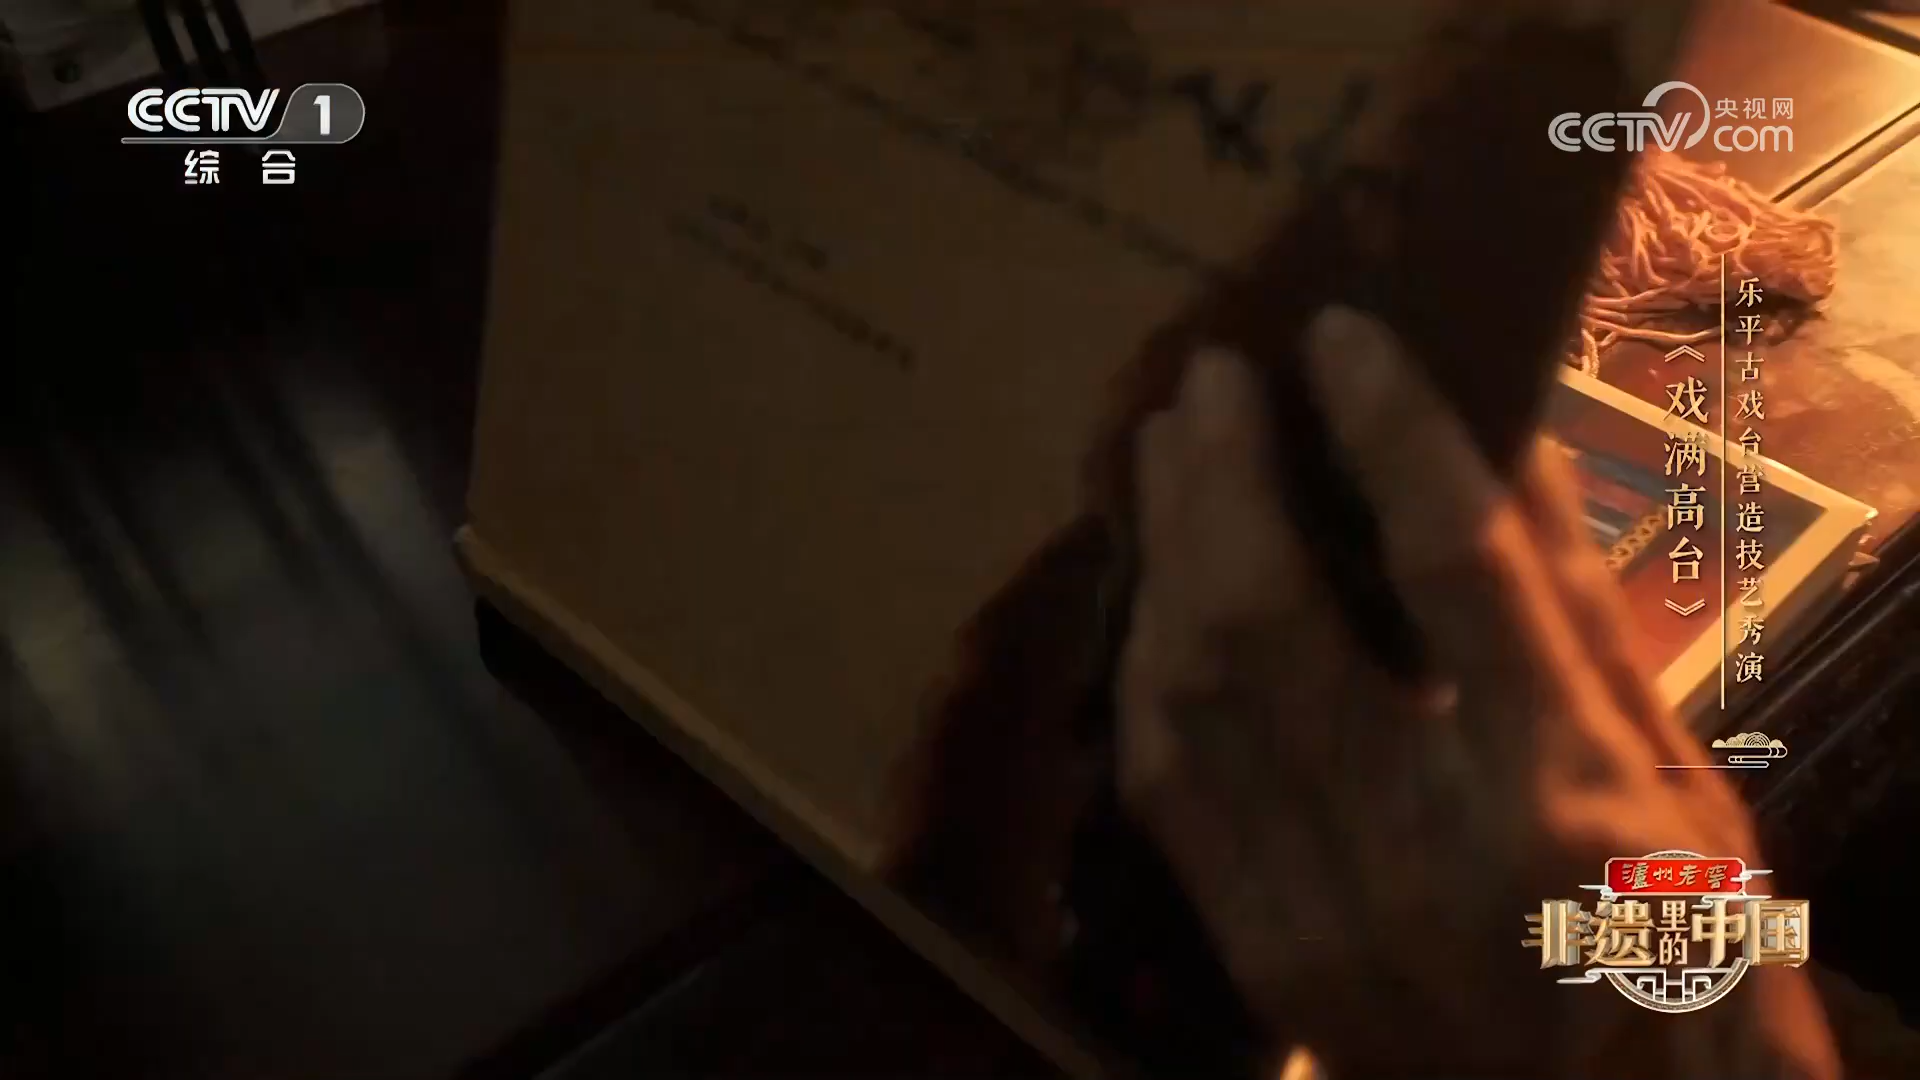 CCTV 1
综合
央视网
CCTV com
乐平古戏台营造技艺秀演
《戏满高台》
泸州老窖
非遗里的中国